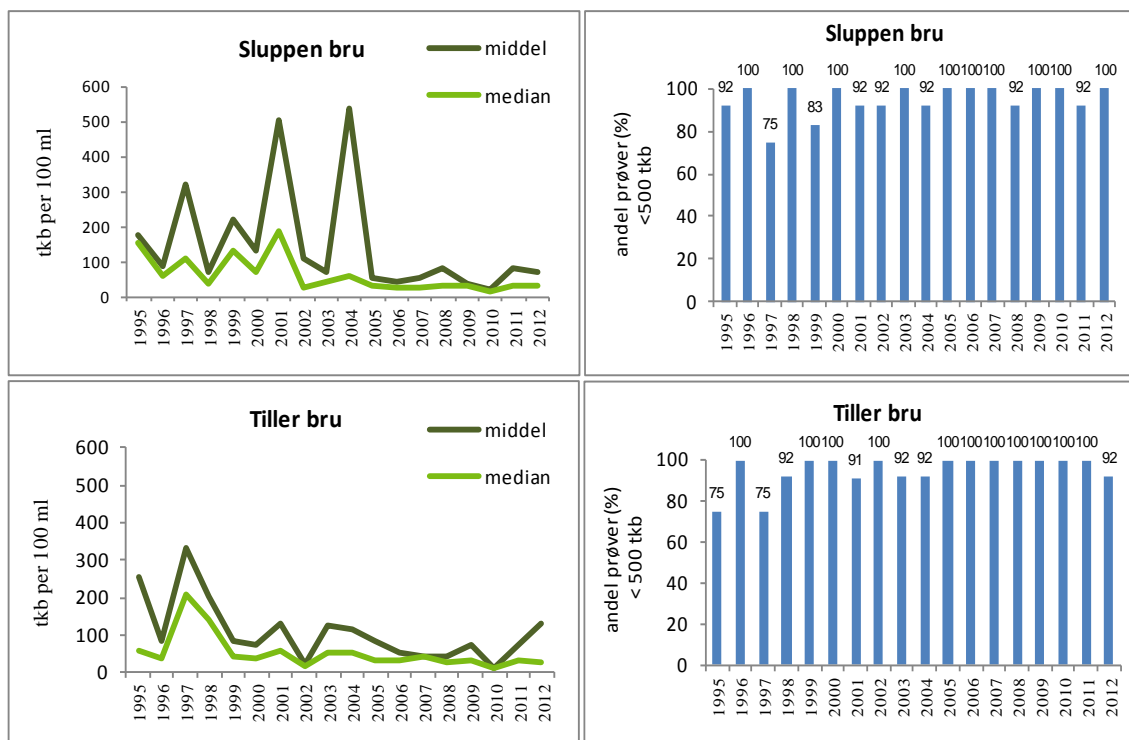 Sluppen bru
middel
median
600
500
400
300
200
100
0
tkb per 100 ml
1995 1996 1997 1998 1999 2000 2001 2002 2003 2004 2005 2006 2007 2008 2009 2010 2011 2012
Sluppen bru
92 100 75 100 83 100 92 92 100 92 100 100 100 92 100 100 92 100
100
80
60
40
20
0
andel prøver (%)
<500 tkb
1995 1996 1997 1998 1999 2000 2001 2002 2003 2004 2005 2006 2007 2008 2009 2010 2011 2012
Tiller bru
middel
median
600
500
400
300
200
100
0
tkb per 100 ml
1995 1996 1997 1998 1999 2000 2001 2002 2003 2004 2005 2006 2007 2008 2009 2010 2011 2012
Tiller bru
75 100 75 92 100 100 91 100 92 92 100 100 100 100 100 100 100 92
100
80
60
40
20
0
andel prøver (%)
< 500 tkb
1995 1996 1997 1998 1999 2000 2001 2002 2003 2004 2005 2006 2007 2008 2009 2010 2011 2012